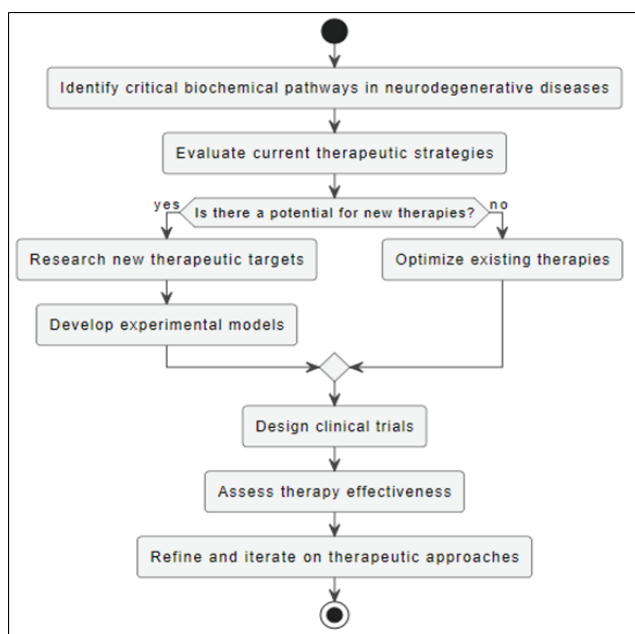 Identify critical biochemical pathways in neurodegenerative diseases
Evaluate current therapeutic strategies
yes
Is there a potential for new therapies?
no
Research new therapeutic targets
Optimize existing therapies
Develop experimental models
Design clinical trials
Assess therapy effectiveness
Refine and iterate on therapeutic approaches